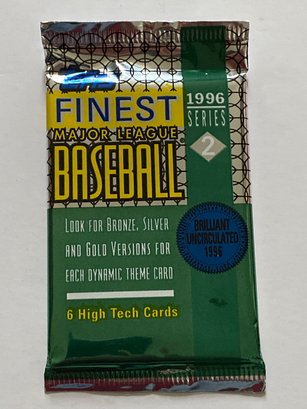 FINEST
MAJOR LEAGUE
BASEBALL
1996
SERIES
2
LOOK FOR BRONZE, SILVER
AND GOLD VERSIONS FOR
EACH DYNAMIC THEME CARD
BRILLIANT
UNCIRCULATED
1996
6 High Tech Cards